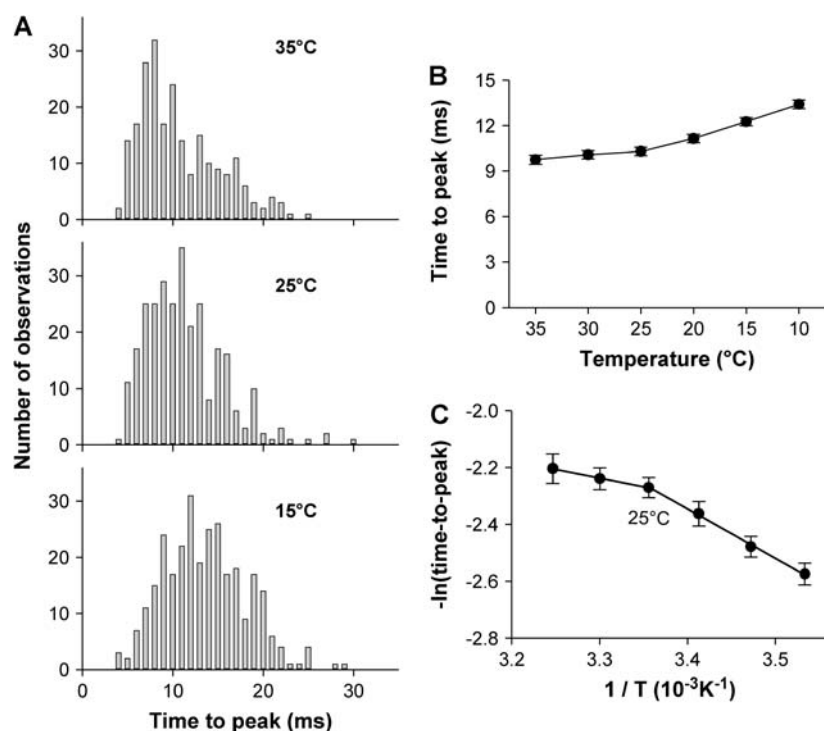 A
35°C
30
20
10
0
25°C
30
20
10
0
15°C
30
20
10
0
0 10 20 30
Time to peak (ms)
Number of observations
B
15
12
9
6
3
0
35 30 25 20 15 10
Temperature (°C)
Time to peak (ms)
C
-2.0
-2.2
-2.4
-2.6
-2.8
25°C
3.2 3.3 3.4 3.5
1 / T (10⁻³K⁻¹)
-ln(time-to-peak)